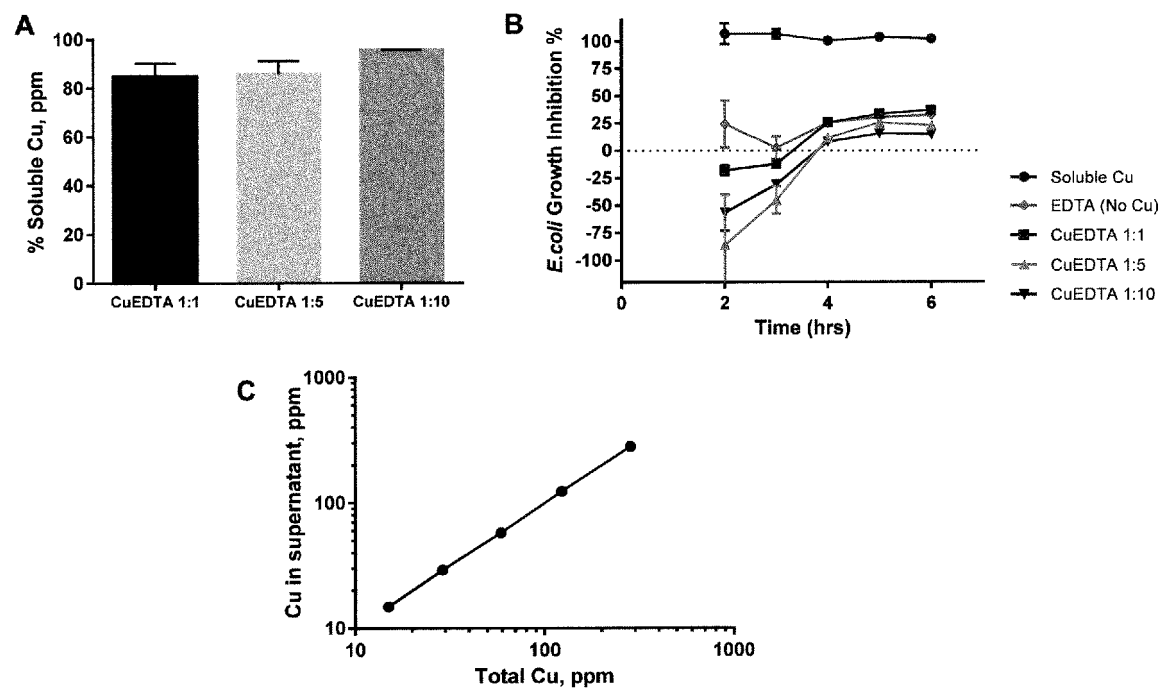 A
% Soluble Cu, ppm
100
80
60
40
20
0
CuEDTA 1:1
CuEDTA 1:5
CuEDTA 1:10
B
E.coli Growth Inhibition %
100
75
50
25
0
-25
-50
-75
-100
0
2
4
6
Time (hrs)
Soluble Cu
EDTA (No Cu)
CuEDTA 1:1
CuEDTA 1:5
CuEDTA 1:10
C
Cu in supernatant, ppm
1000
100
10
10
100
1000
Total Cu, ppm